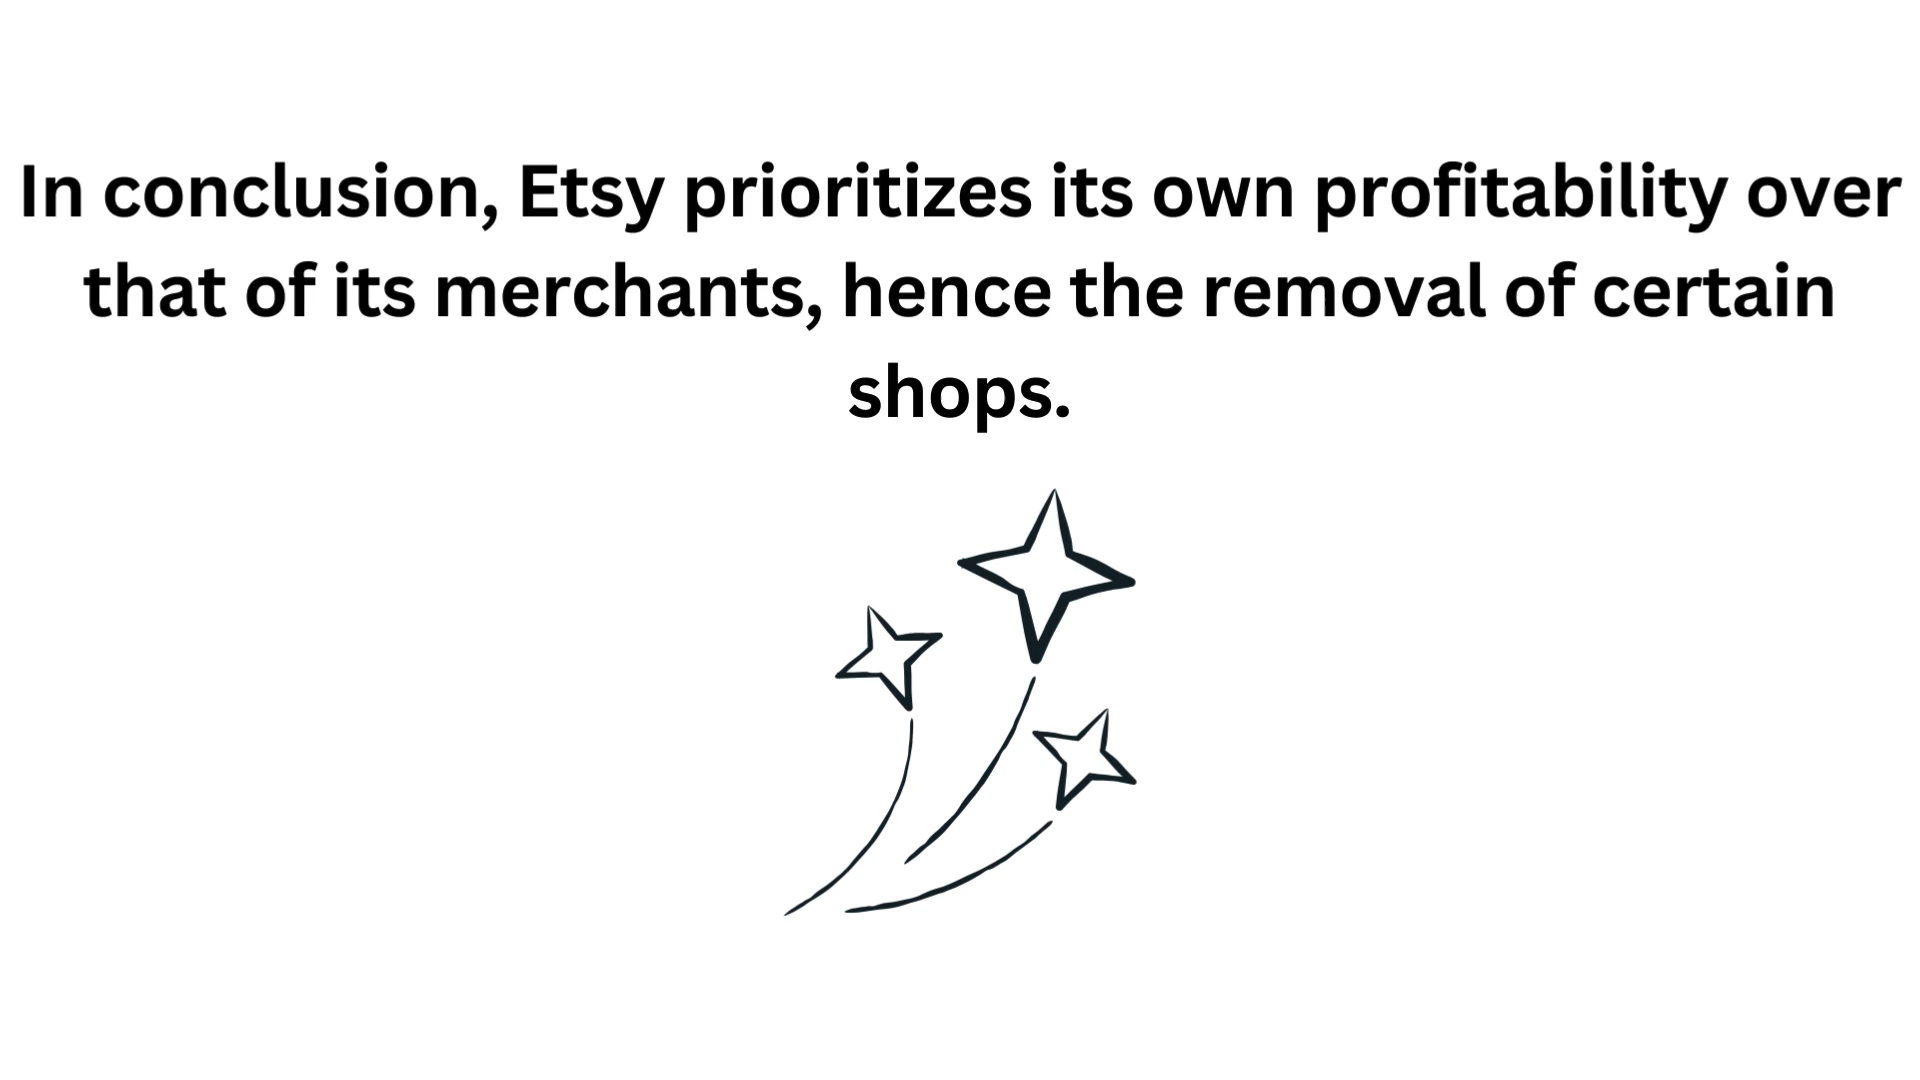 In conclusion, Etsy prioritizes its own profitability over
that of its merchants, hence the removal of certain
shops.